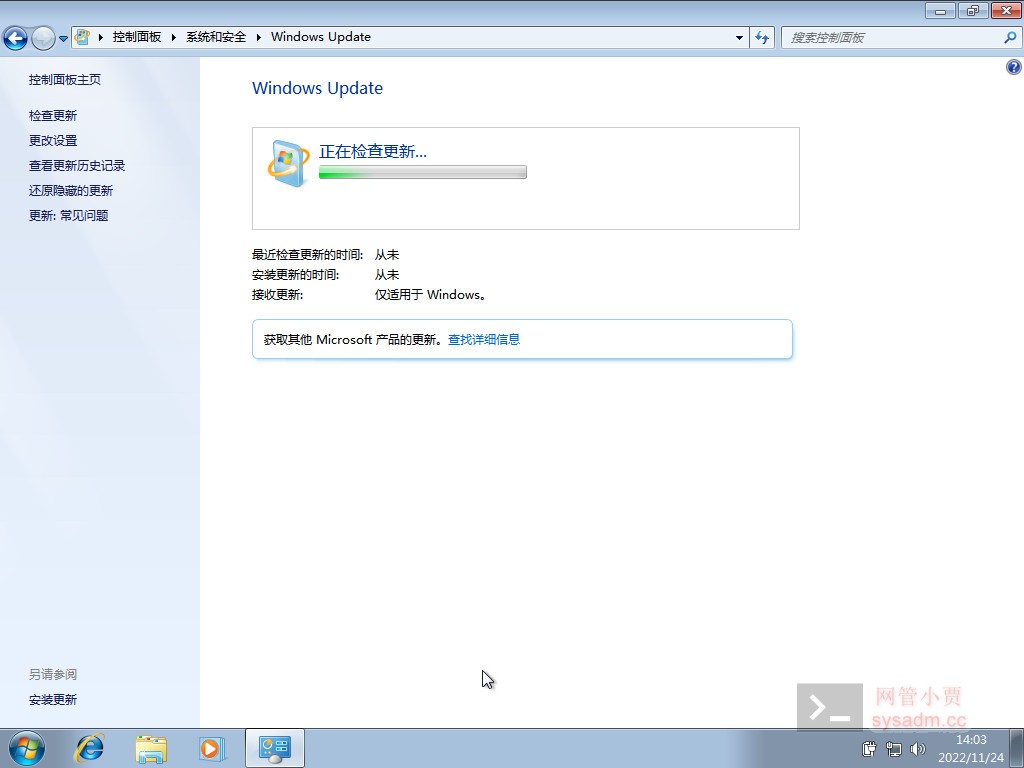 控制面板 系统和安全 Windows Update
搜索控制面板
控制面板主页
检查更新
更改设置
查看更新历史记录
还原隐藏的更新
更新: 常见问题
Windows Update
正在检查更新...
最近检查更新的时间: 从未
安装更新的时间: 从未
接收更新: 仅适用于 Windows。
获取其他 Microsoft 产品的更新。查找详细信息
另请参阅
安装更新
网管小贾
sysadm.cc
14:03
2022/11/24